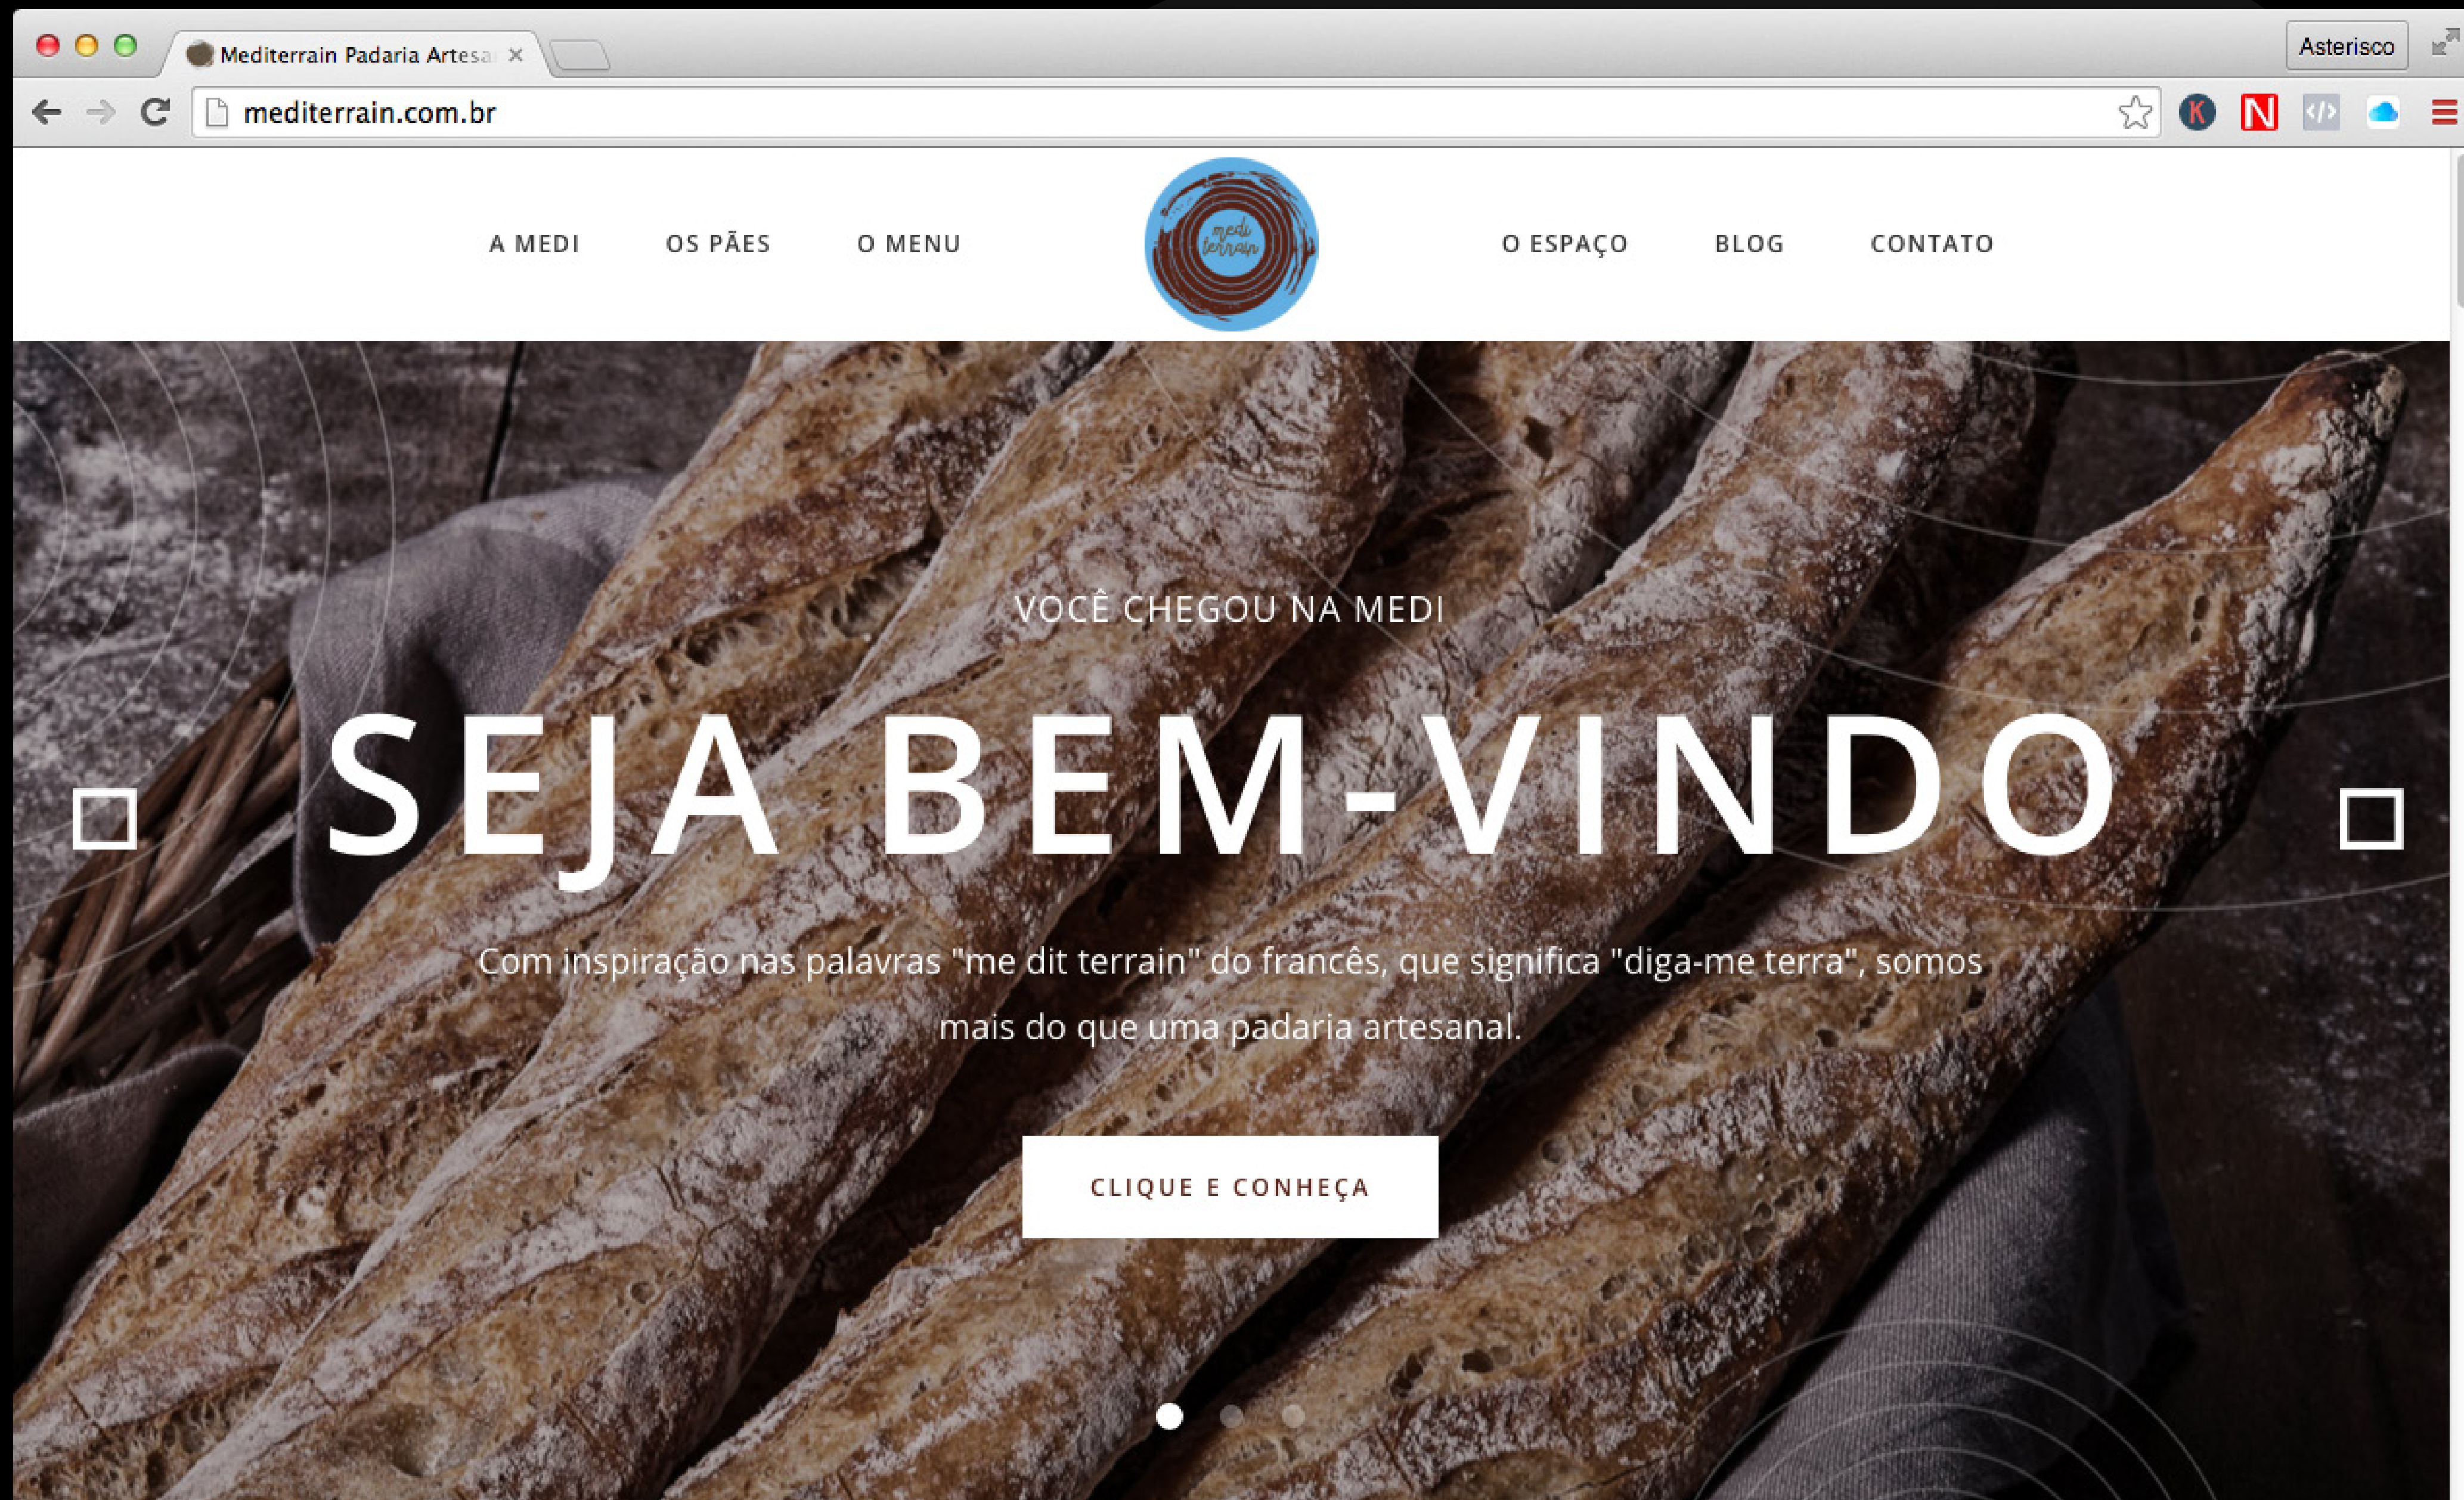 Mediterrain Padaria Artesa
Asterisco
mediterrain.com.br
A MEDI
OS PÃES
O MENU
medi
terrain
O ESPAÇO
BLOG
CONTATO
VOCÊ CHEGOU NA MEDI
SEJA BEM-VINDO
Com inspiração nas palavras "me dit terrain" do francês, que significa "diga-me terra", somos
mais do que uma padaria artesanal.
CLIQUE E CONHEÇA